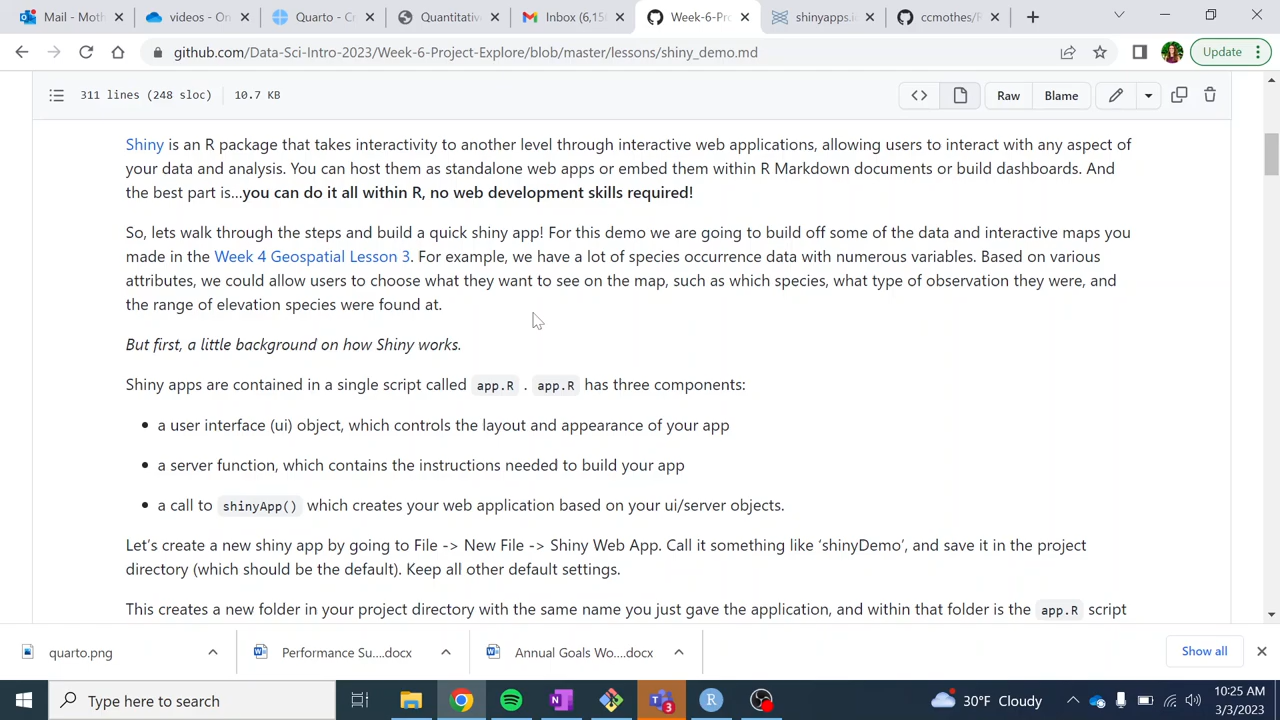 Mail - Moth
videos - On
Quarto - Cr
Quantitativ
Inbox (6,15
Week-6-Pro
shinyapps.i
ccmothes/R
github.com/Data-Sci-Intro-2023/Week-6-Project-Explore/blob/master/lessons/shiny_demo.md
Update
311 lines (248 sloc)
10.7 KB
Raw
Blame
Shiny is an R package that takes interactivity to another level through interactive web applications, allowing users to interact with any aspect of
your data and analysis. You can host them as standalone web apps or embed them within R Markdown documents or build dashboards. And
the best part is...you can do it all within R, no web development skills required!
So, lets walk through the steps and build a quick shiny app! For this demo we are going to build off some of the data and interactive maps you
made in the Week 4 Geospatial Lesson 3. For example, we have a lot of species occurrence data with numerous variables. Based on various
attributes, we could allow users to choose what they want to see on the map, such as which species, what type of observation they were, and
the range of elevation species were found at.
But first, a little background on how Shiny works.
Shiny apps are contained in a single script called app.R . app.R has three components:
• a user interface (ui) object, which controls the layout and appearance of your app
• a server function, which contains the instructions needed to build your app
• a call to shinyApp() which creates your web application based on your ui/server objects.
Let's create a new shiny app by going to File -> New File -> Shiny Web App. Call it something like ‘shinyDemo’, and save it in the project
directory (which should be the default). Keep all other default settings.
This creates a new folder in your project directory with the same name you just gave the application, and within that folder is the app.R script
quarto.png
Performance Su....docx
Annual Goals Wo....docx
Show all
Type here to search
3
30°F Cloudy
10:25 AM
3/3/2023